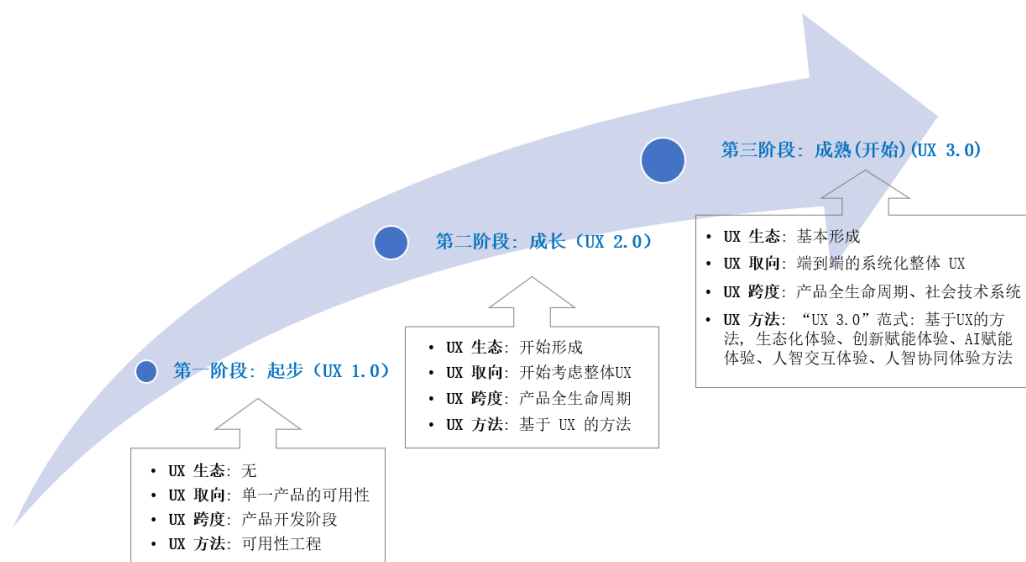 第三阶段: 成熟(开始)(UX 3.0)
• UX 生态: 基本形成
• UX 取向: 端到端的系统化整体 UX
• UX 跨度: 产品全生命周期、社会技术系统
• UX 方法: “UX 3.0”范式: 基于UX的方
法, 生态化体验、创新赋能体验、AI赋能
体验、人智交互体验、人智协同体验方法
第二阶段: 成长（UX 2.0）
• UX 生态: 开始形成
• UX 取向: 开始考虑整体UX
• UX 跨度: 产品全生命周期
• UX 方法: 基于 UX 的方法
第一阶段: 起步（UX 1.0）
• UX 生态: 无
• UX 取向: 单一产品的可用性
• UX 跨度: 产品开发阶段
• UX 方法: 可用性工程